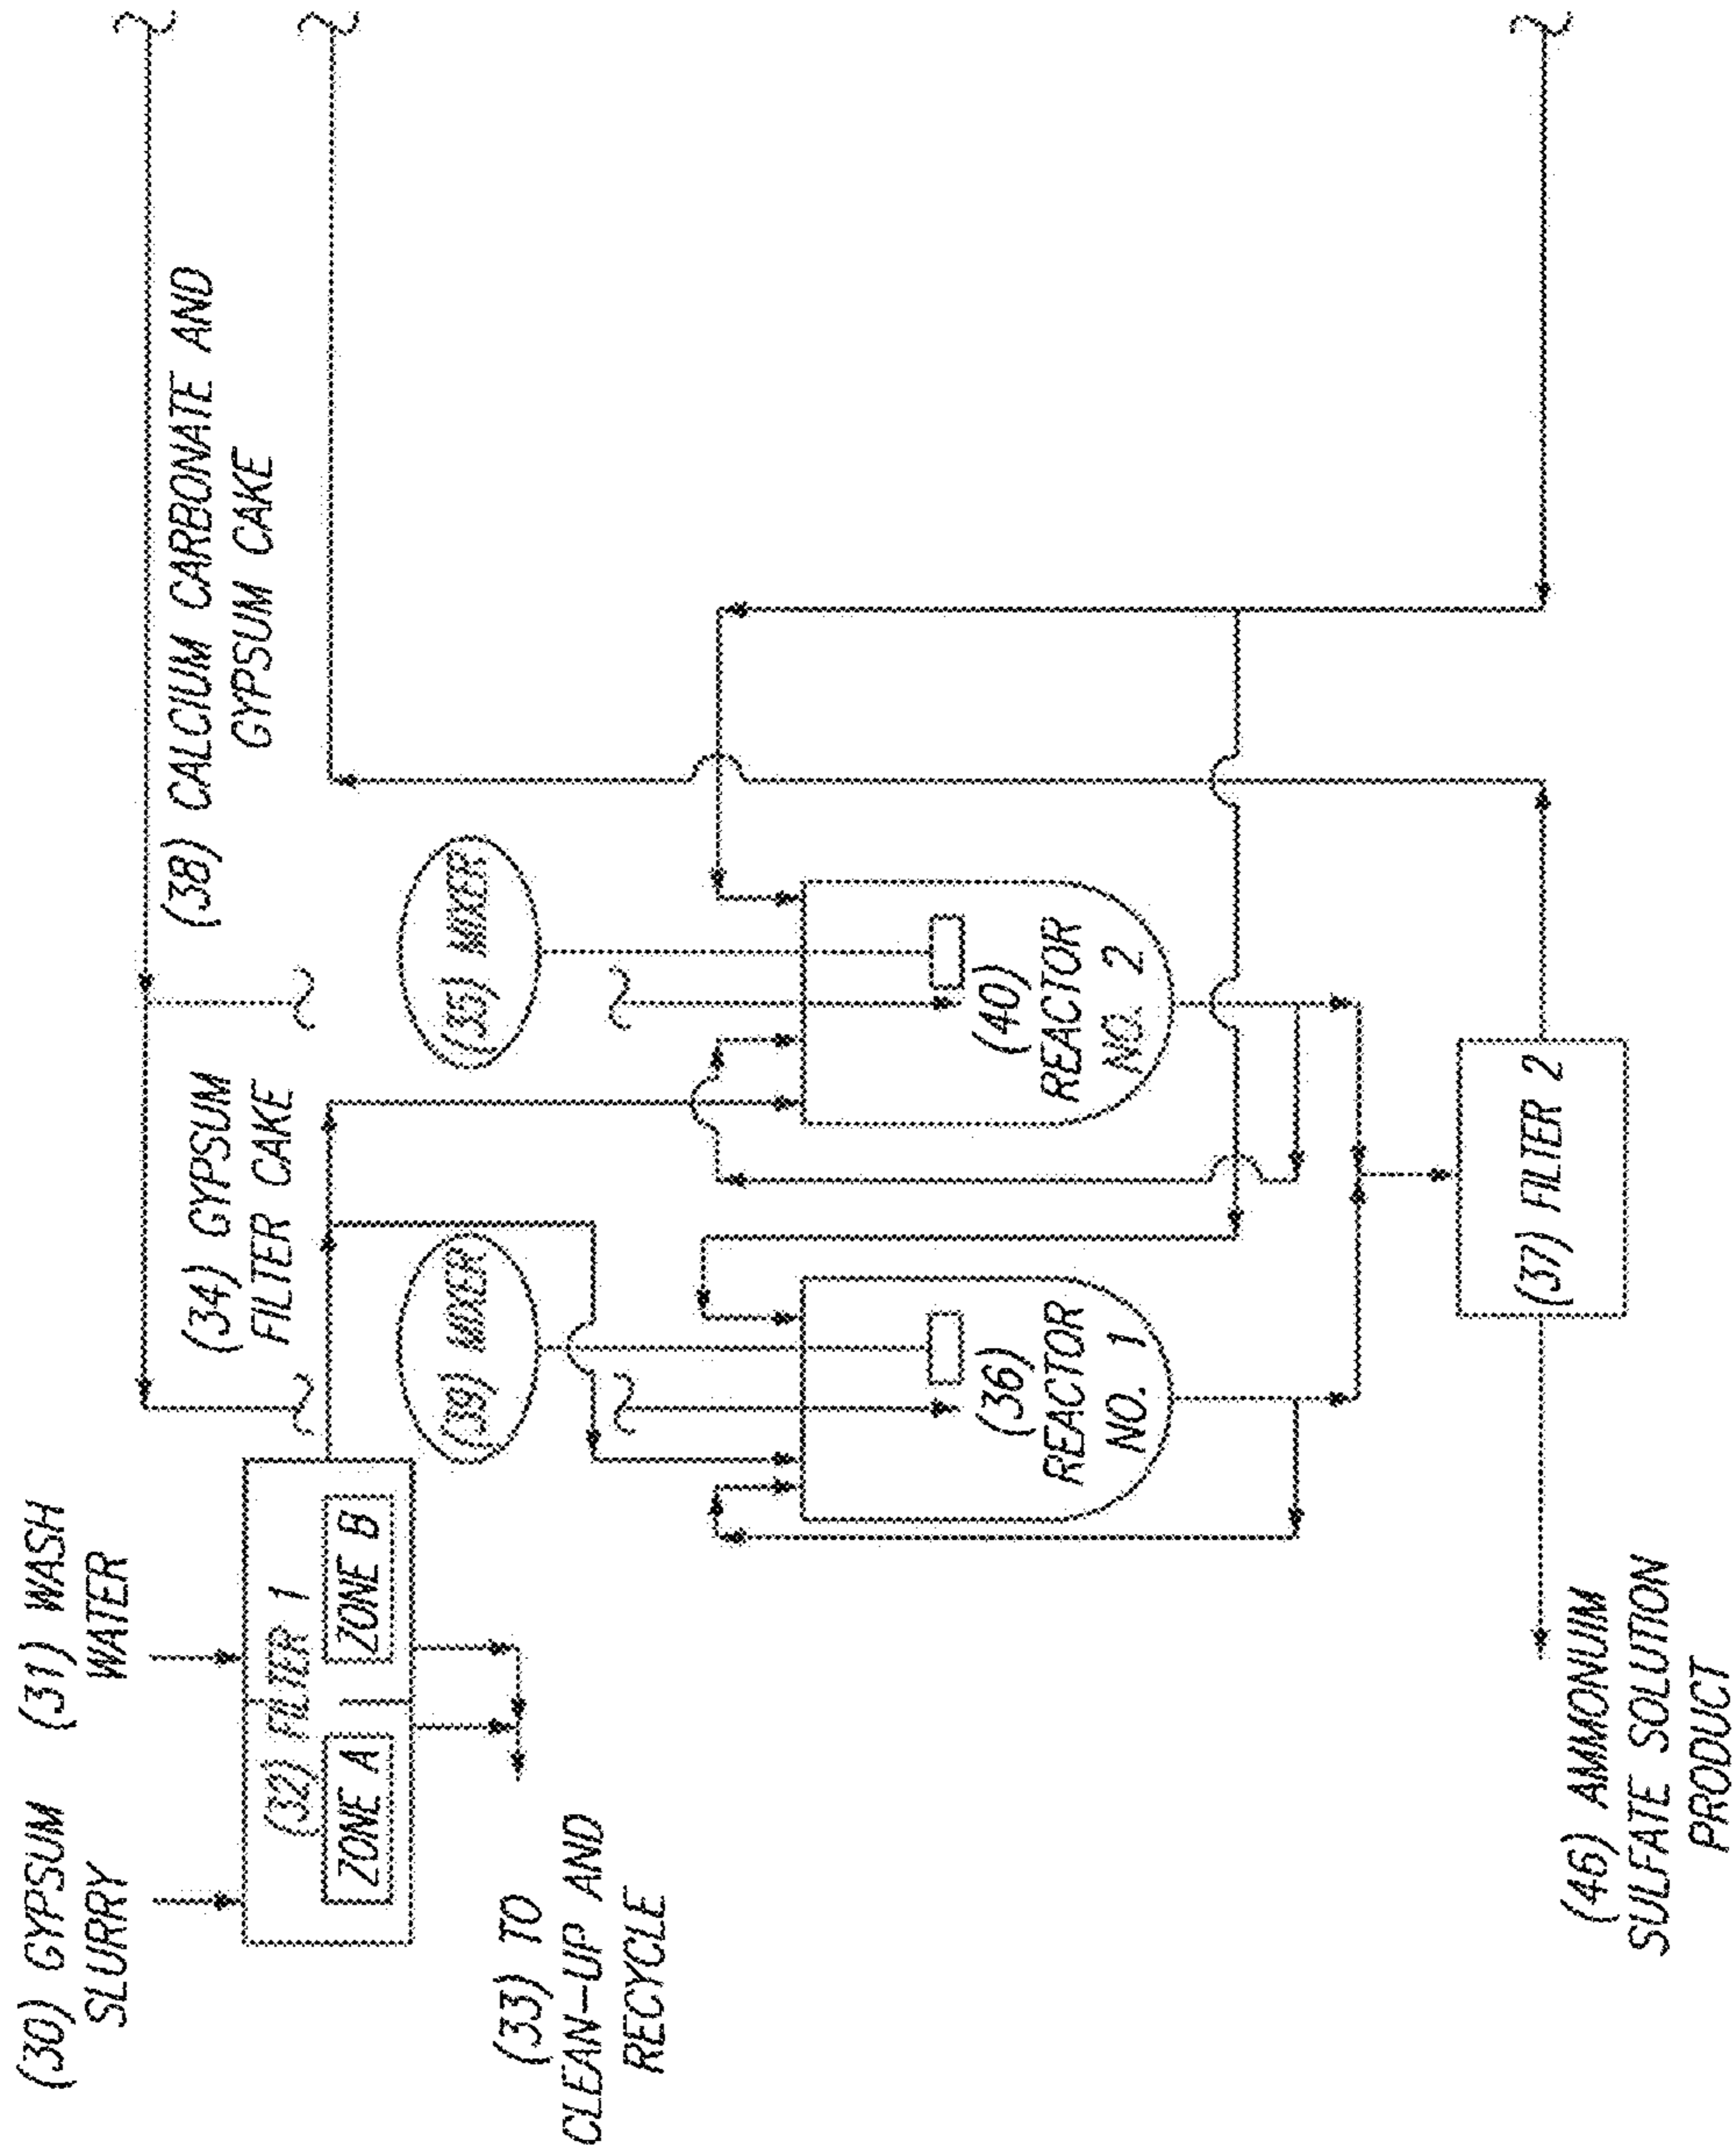 (30) GYPSUM
SLURRY
(31) WASH
WATER
(32) FILTER 1
ZONE A
ZONE B
(33) TO
CLEAN-UP AND
RECYCLE
(34) GYPSUM
FILTER CAKE
(38) CALCIUM CARBONATE AND
GYPSUM CAKE
(39) MIXER
(35) MIXER
(36)
REACTOR
NO. 1
(40)
REACTOR
NO. 2
(37) FILTER 2
(46) AMMONUIM
SULFATE SOLUTION
PRODUCT